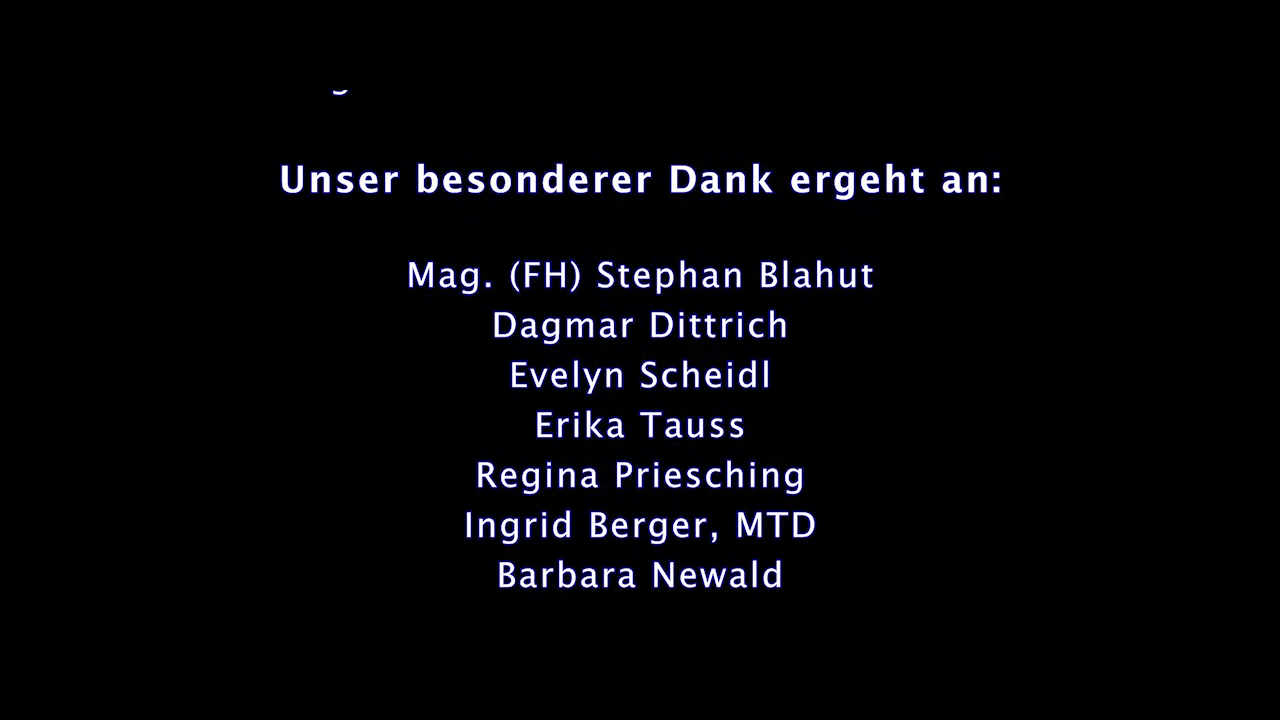 Unser besonderer Dank ergeht an:
Mag. (FH) Stephan Blahut
Dagmar Dittrich
Evelyn Scheidl
Erika Tauss
Regina Priesching
Ingrid Berger, MTD
Barbara Newald